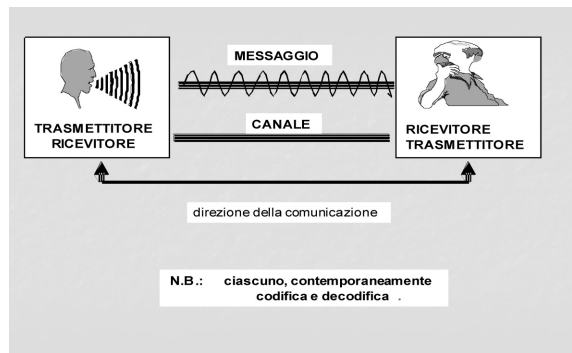 MESSAGGIO
TRASMETTITORE
RICEVITORE
CANALE
RICEVITORE
TRASMETTITORE
direzione della comunicazione
N.B.: ciascuno, contemporaneamente
codifica e decodifica .